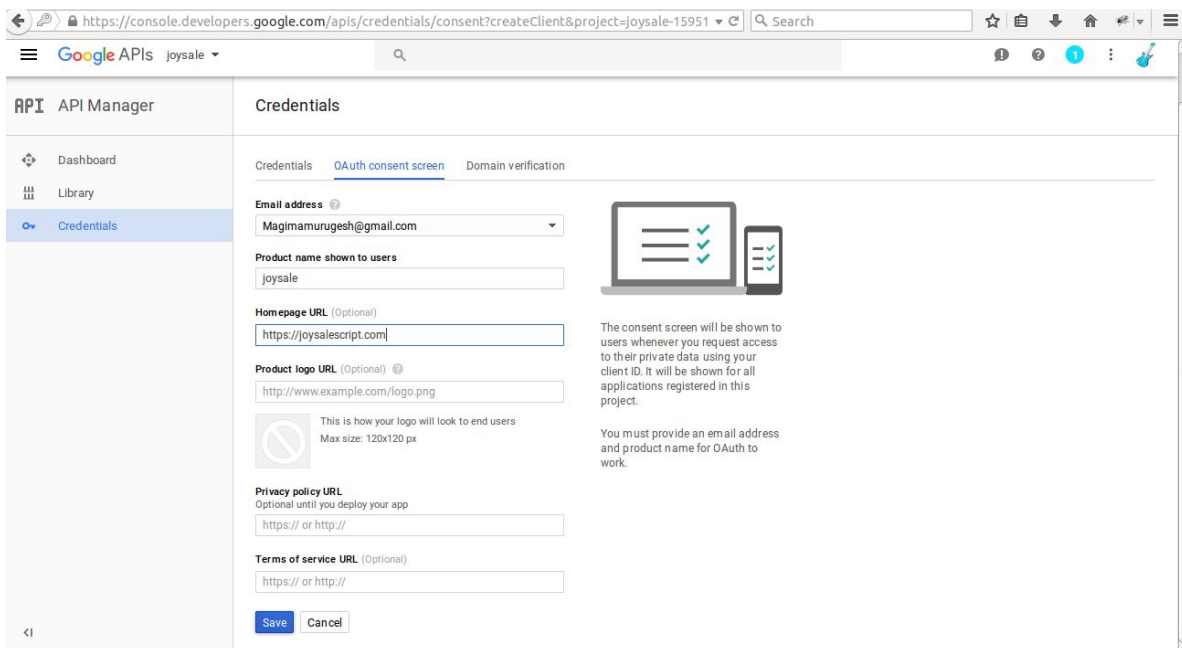 https://console.developers.google.com/apis/credentials/consent?createClient&project=joysale-15951
Search
Google APIs joysale
1
API API Manager
Credentials
Dashboard
Library
Credentials
Credentials OAuth consent screen Domain verification
Email address
Magimamurugesh@gmail.com
Product name shown to users
joysale
Homepage URL (Optional)
https://joysalescript.com
Product logo URL (Optional)
http://www.example.com/logo.png
This is how your logo will look to end users
Max size: 120x120 px
Privacy policy URL
Optional until you deploy your app
https:// or http://
Terms of service URL (Optional)
https:// or http://
Save Cancel
The consent screen will be shown to
users whenever you request access
to their private data using your
client ID. It will be shown for all
applications registered in this
project.
You must provide an email address
and product name for OAuth to
work.